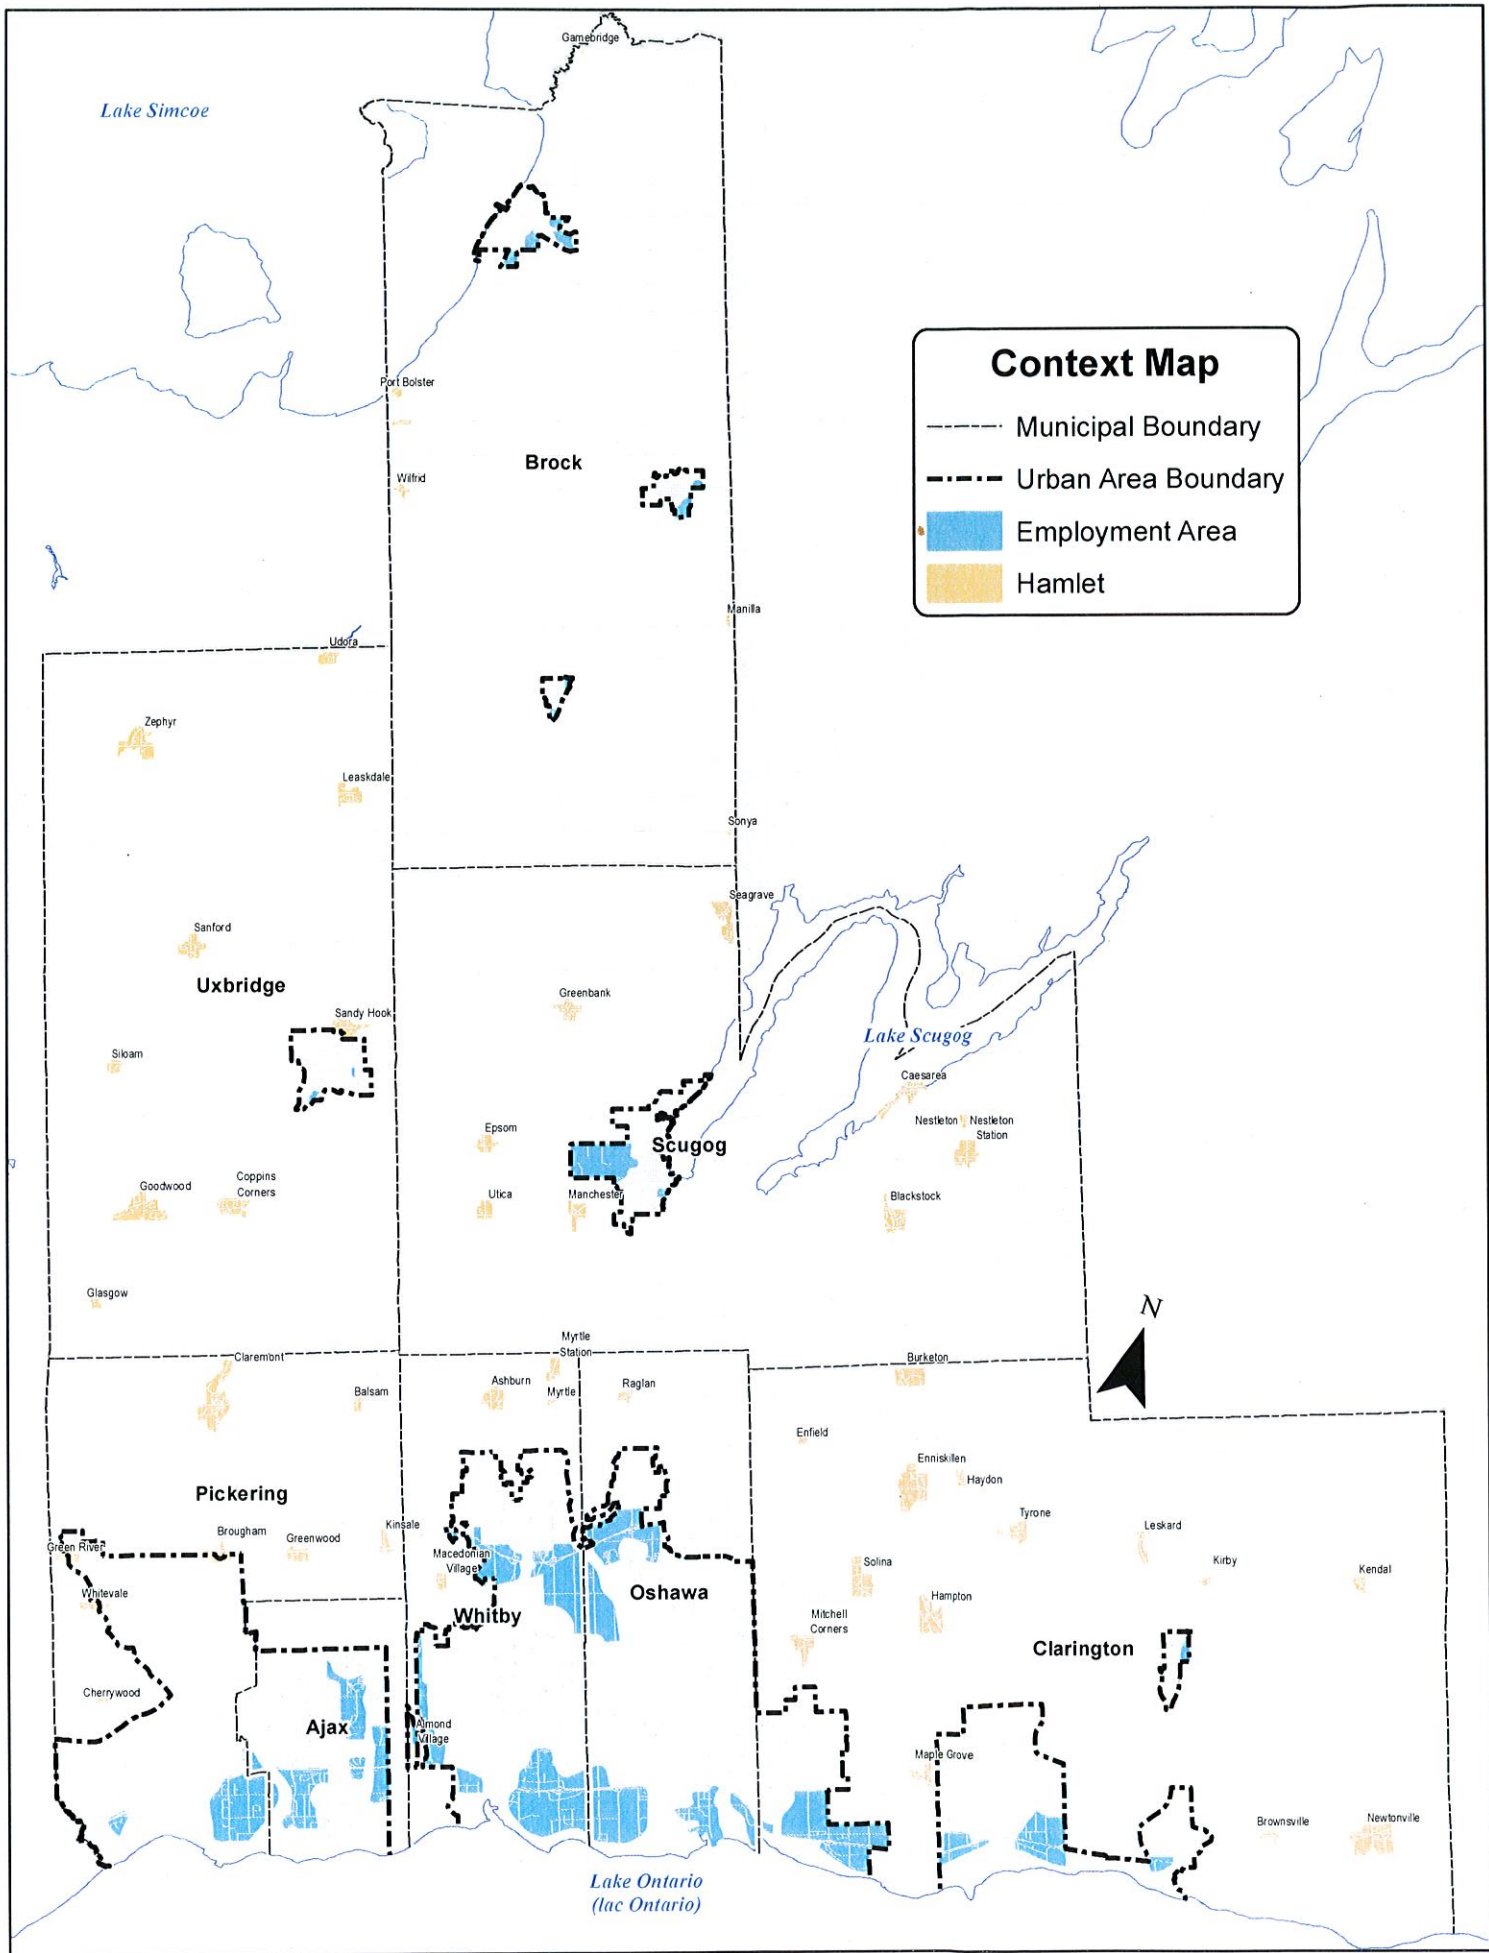 Gamebridge
Lake Simcoe
Context Map
Municipal Boundary
Urban Area Boundary
Employment Area
Hamlet
Port Bolster
Brock
Wilfrid
Manilla
Udora
Zephyr
Leaskdale
Sonya
Seagrave
Sanford
Uxbridge
Greenbank
Sandy Hook
Lake Scugog
Siloam
Caesarea
Nestleton
Nestleton
Station
Epsom
Scugog
Coppins
Corners
Goodwood
Utica
Manchester
Blackstock
Glasgow
N
Myrtle
Station
Claremont
Burketon
Balsam
Ashburn
Myrtle
Raglan
Enfield
Enniskillen
Haydon
Pickering
Tyrone
Kinsale
Leskard
Brougham
Greenwood
Green River
Macedonian
Village
Solina
Kirby
Kendal
Whitevale
Oshawa
Hampton
Whitby
Mitchell
Corners
Clarington
Cherrywood
Ajax
Almond
Village
Maple Grove
Brownsville
Newtonville
Lake Ontario
(lac Ontario)